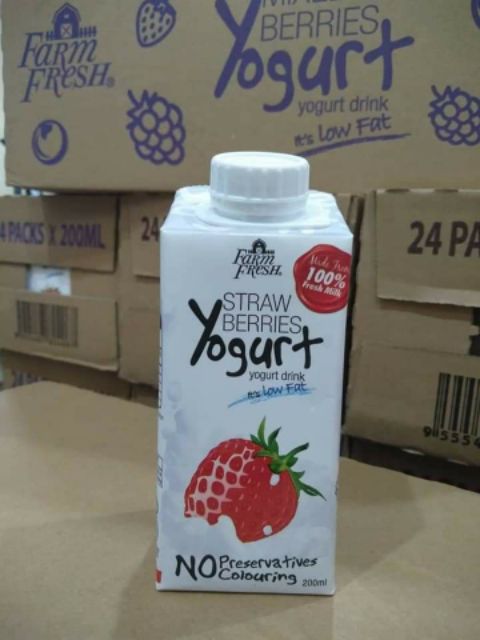 FARM
FRESH®
BERRIES
Yogurt
yogurt drink
It's Low Fat
4 PACKS X 200ML
24
24 PA
FARM
FRESH®
Made From
100%
Fresh Milk
STRAW
BERRIES
Yogurt
yogurt drink
It's Low Fat
NO Preservatives
Colouring
200ml